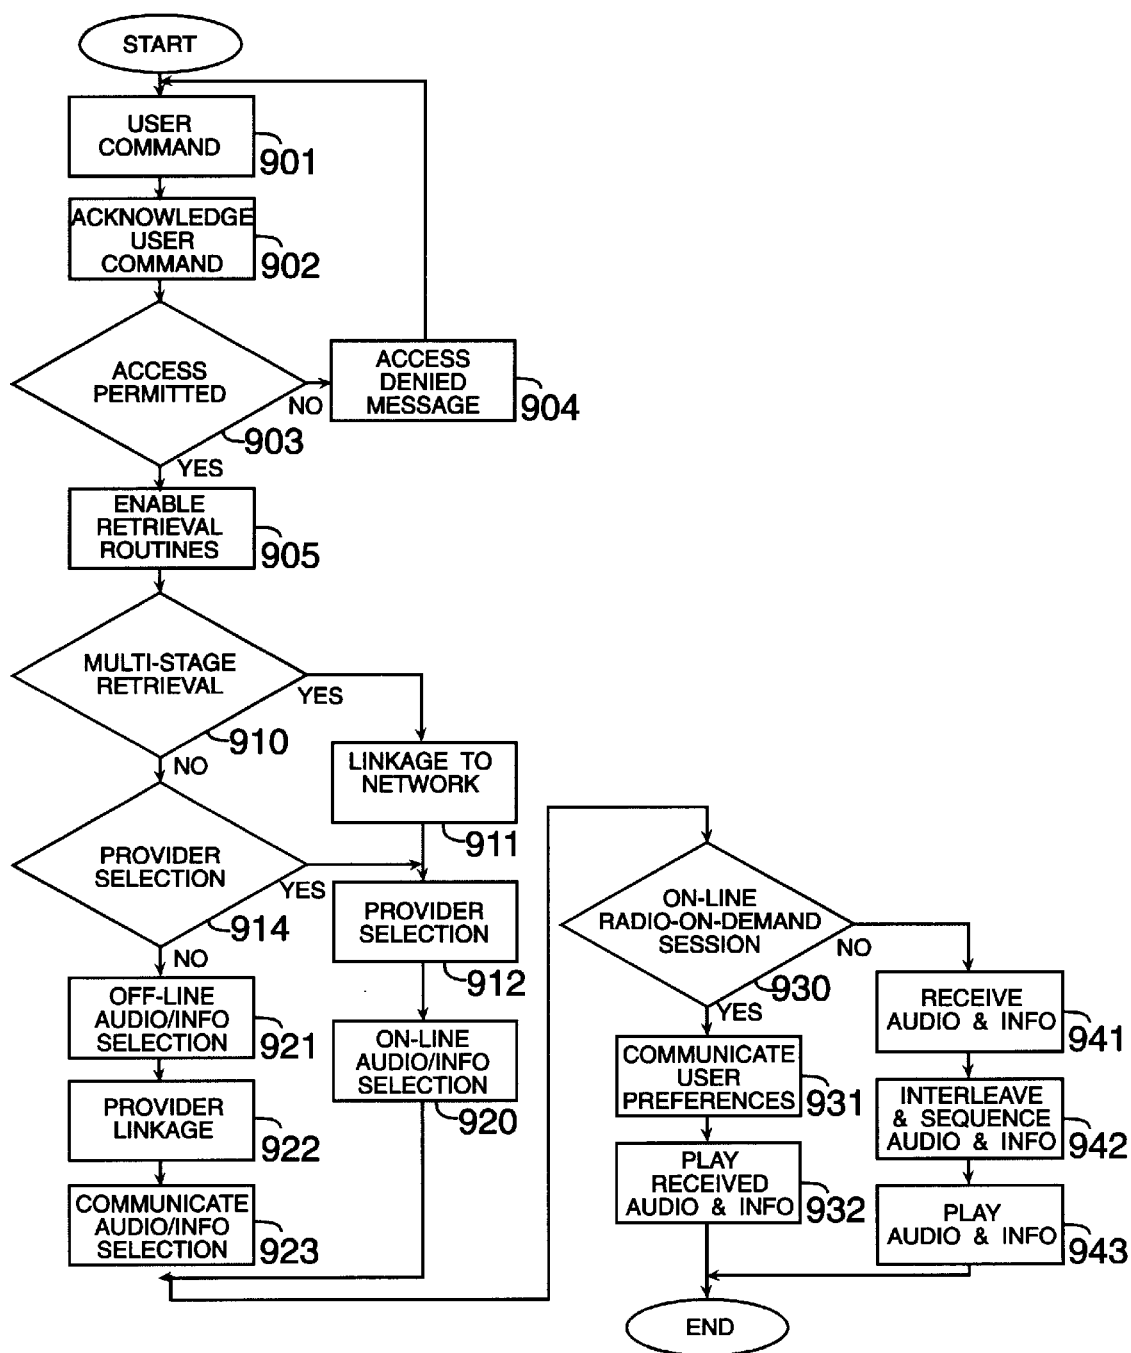 START
USER
COMMAND
901
ACKNOWLEDGE
USER
COMMAND
902
ACCESS
PERMITTED
903
NO
ACCESS
DENIED
MESSAGE
904
YES
ENABLE
RETRIEVAL
ROUTINES
905
MULTI-STAGE
RETRIEVAL
910
YES
NO
LINKAGE TO
NETWORK
911
PROVIDER
SELECTION
914
YES
NO
PROVIDER
SELECTION
912
OFF-LINE
AUDIO/INFO
SELECTION
921
ON-LINE
AUDIO/INFO
SELECTION
920
PROVIDER
LINKAGE
922
COMMUNICATE
AUDIO/INFO
SELECTION
923
ON-LINE
RADIO-ON-DEMAND
SESSION
930
NO
YES
COMMUNICATE
USER
PREFERENCES
931
PLAY
RECEIVED
AUDIO & INFO
932
RECEIVE
AUDIO & INFO
941
INTERLEAVE
& SEQUENCE
AUDIO & INFO
942
PLAY
AUDIO & INFO
943
END